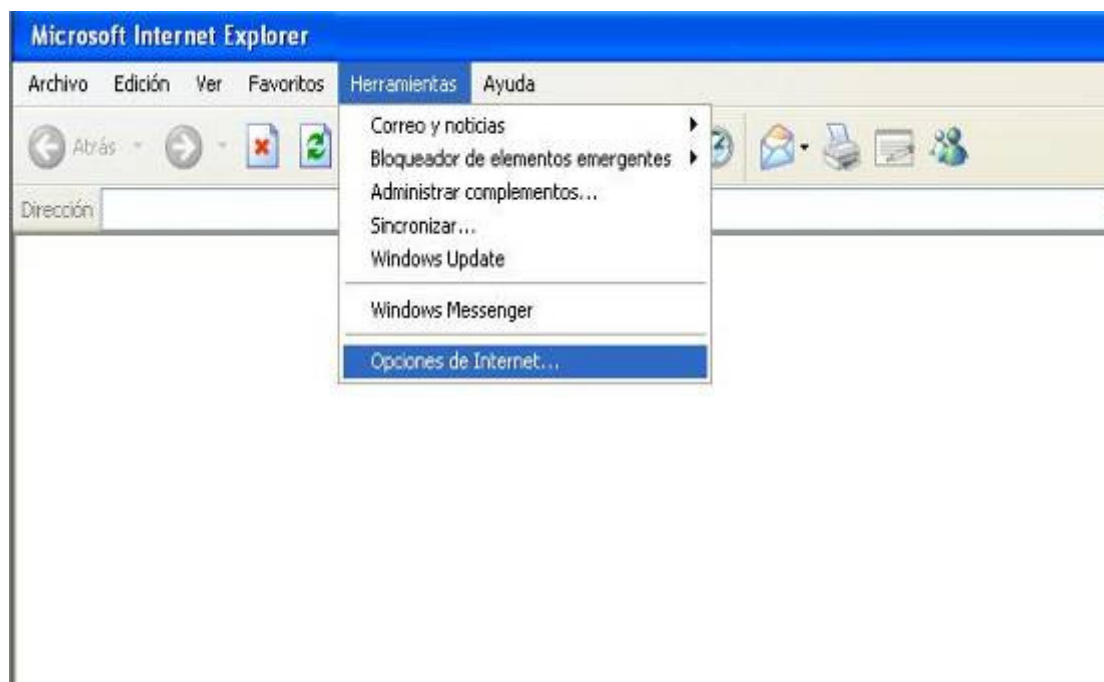 Microsoft Internet Explorer
Archivo Edición Ver Favoritos Herramientas Ayuda
Atrás
Dirección
Correo y noticias
Bloqueador de elementos emergentes
Administrar complementos...
Sincronizar...
Windows Update
Windows Messenger
Opciones de Internet...